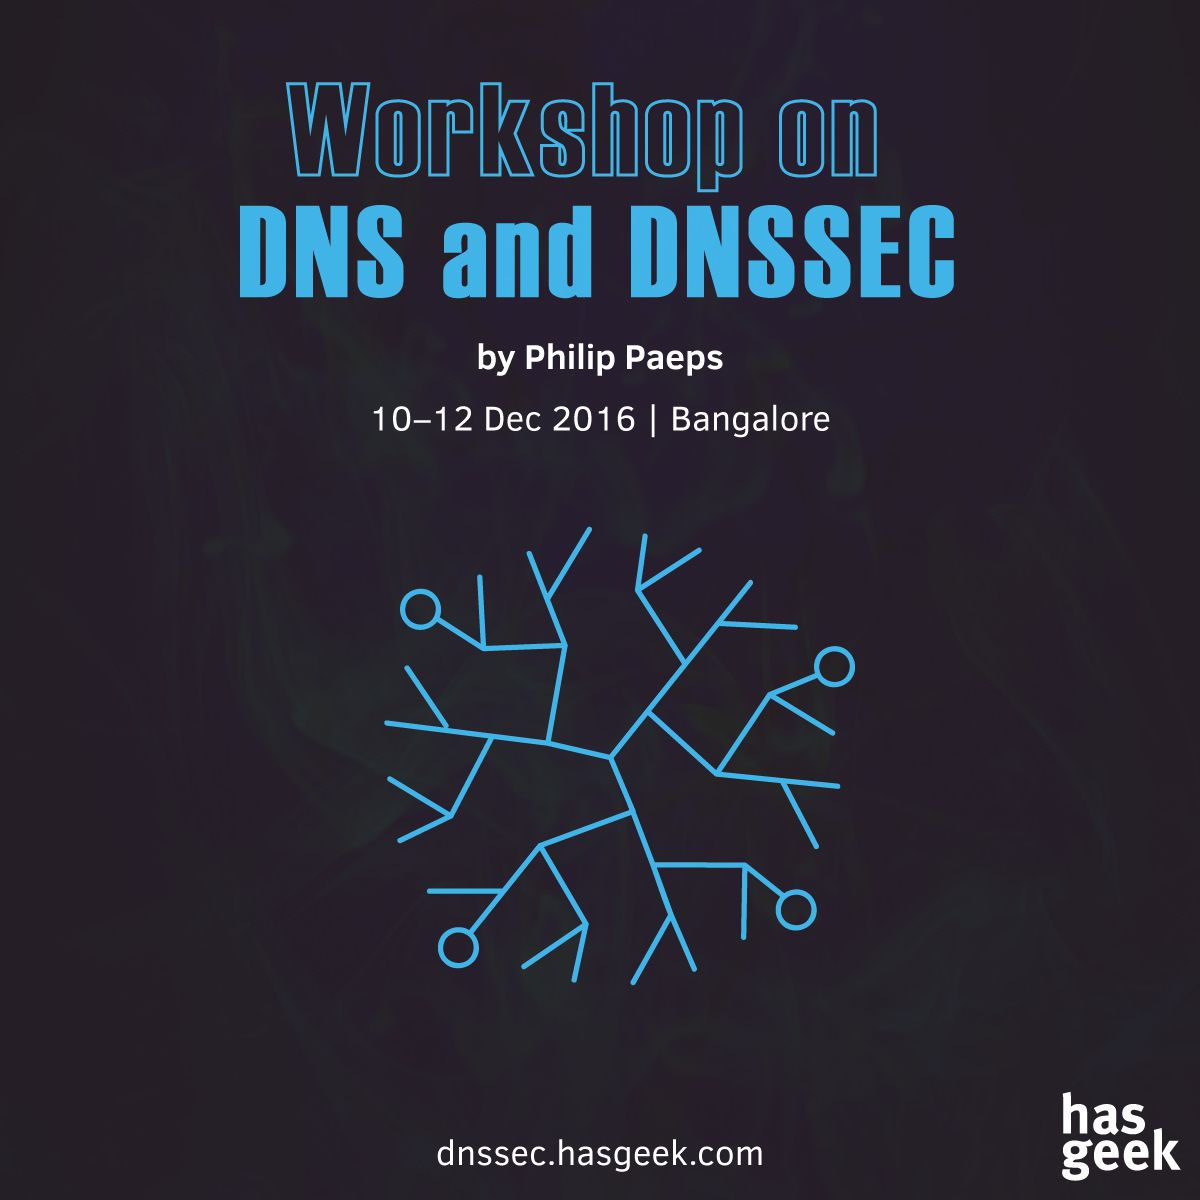 Workshop on
DNS and DNSSEC
by Philip Paeps
10–12 Dec 2016 | Bangalore
dnssec.hasgeek.com
has
geek